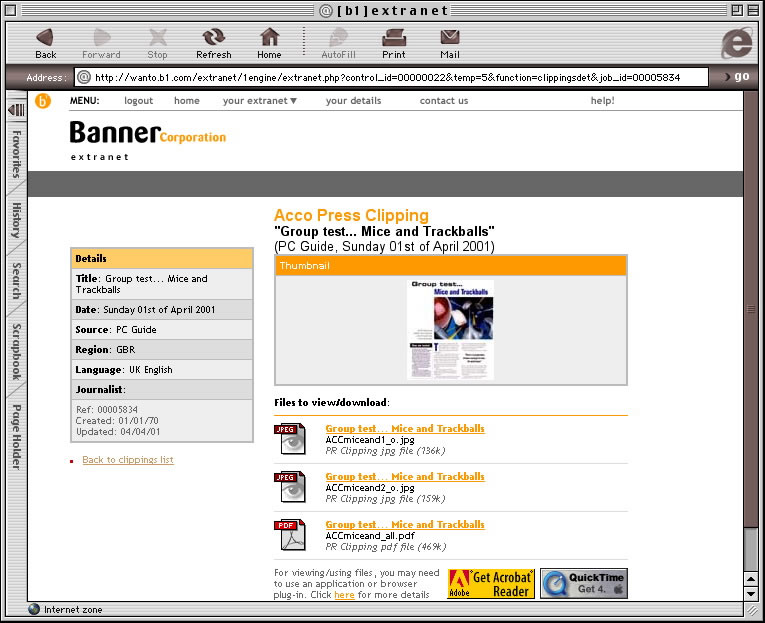 [b1]extranet
Back
Forward
Stop
Refresh
Home
AutoFill
Print
Mail
Address:
http://wanto.b1.com/extranet/1engine/extranet.php?control_id=00000022&temp=5&function=clippingsdet&job_id=00005834
go
Favorites
History
Search
Scrapbook
Page Holder
b
MENU: logout home your extranet ▼ your details contact us help!
Banner Corporation
extranet
Acco Press Clipping
"Group test... Mice and Trackballs"
(PC Guide, Sunday 01st of April 2001)
Details
Title: Group test... Mice and
Trackballs
Date: Sunday 01st of April 2001
Source: PC Guide
Region: GBR
Language: UK English
Journalist:
Ref: 00005834
Created: 01/01/70
Updated: 04/04/01
Back to clippings list
Thumbnail
Group test...
Mice and Trackballs
Files to view/download:
JPEG
Group test... Mice and Trackballs
ACCmiceand1_o.jpg
PR Clipping jpg file (136k)
JPEG
Group test... Mice and Trackballs
ACCmiceand2_o.jpg
PR Clipping jpg file (159k)
PDF
Group test... Mice and Trackballs
ACCmiceand_all.pdf
PR Clipping pdf file (469k)
For viewing/using files, you may need
to use an application or browser
plug-in. Click here for more details
Get Acrobat
Adobe Reader
QuickTime
Get 4.
Internet zone